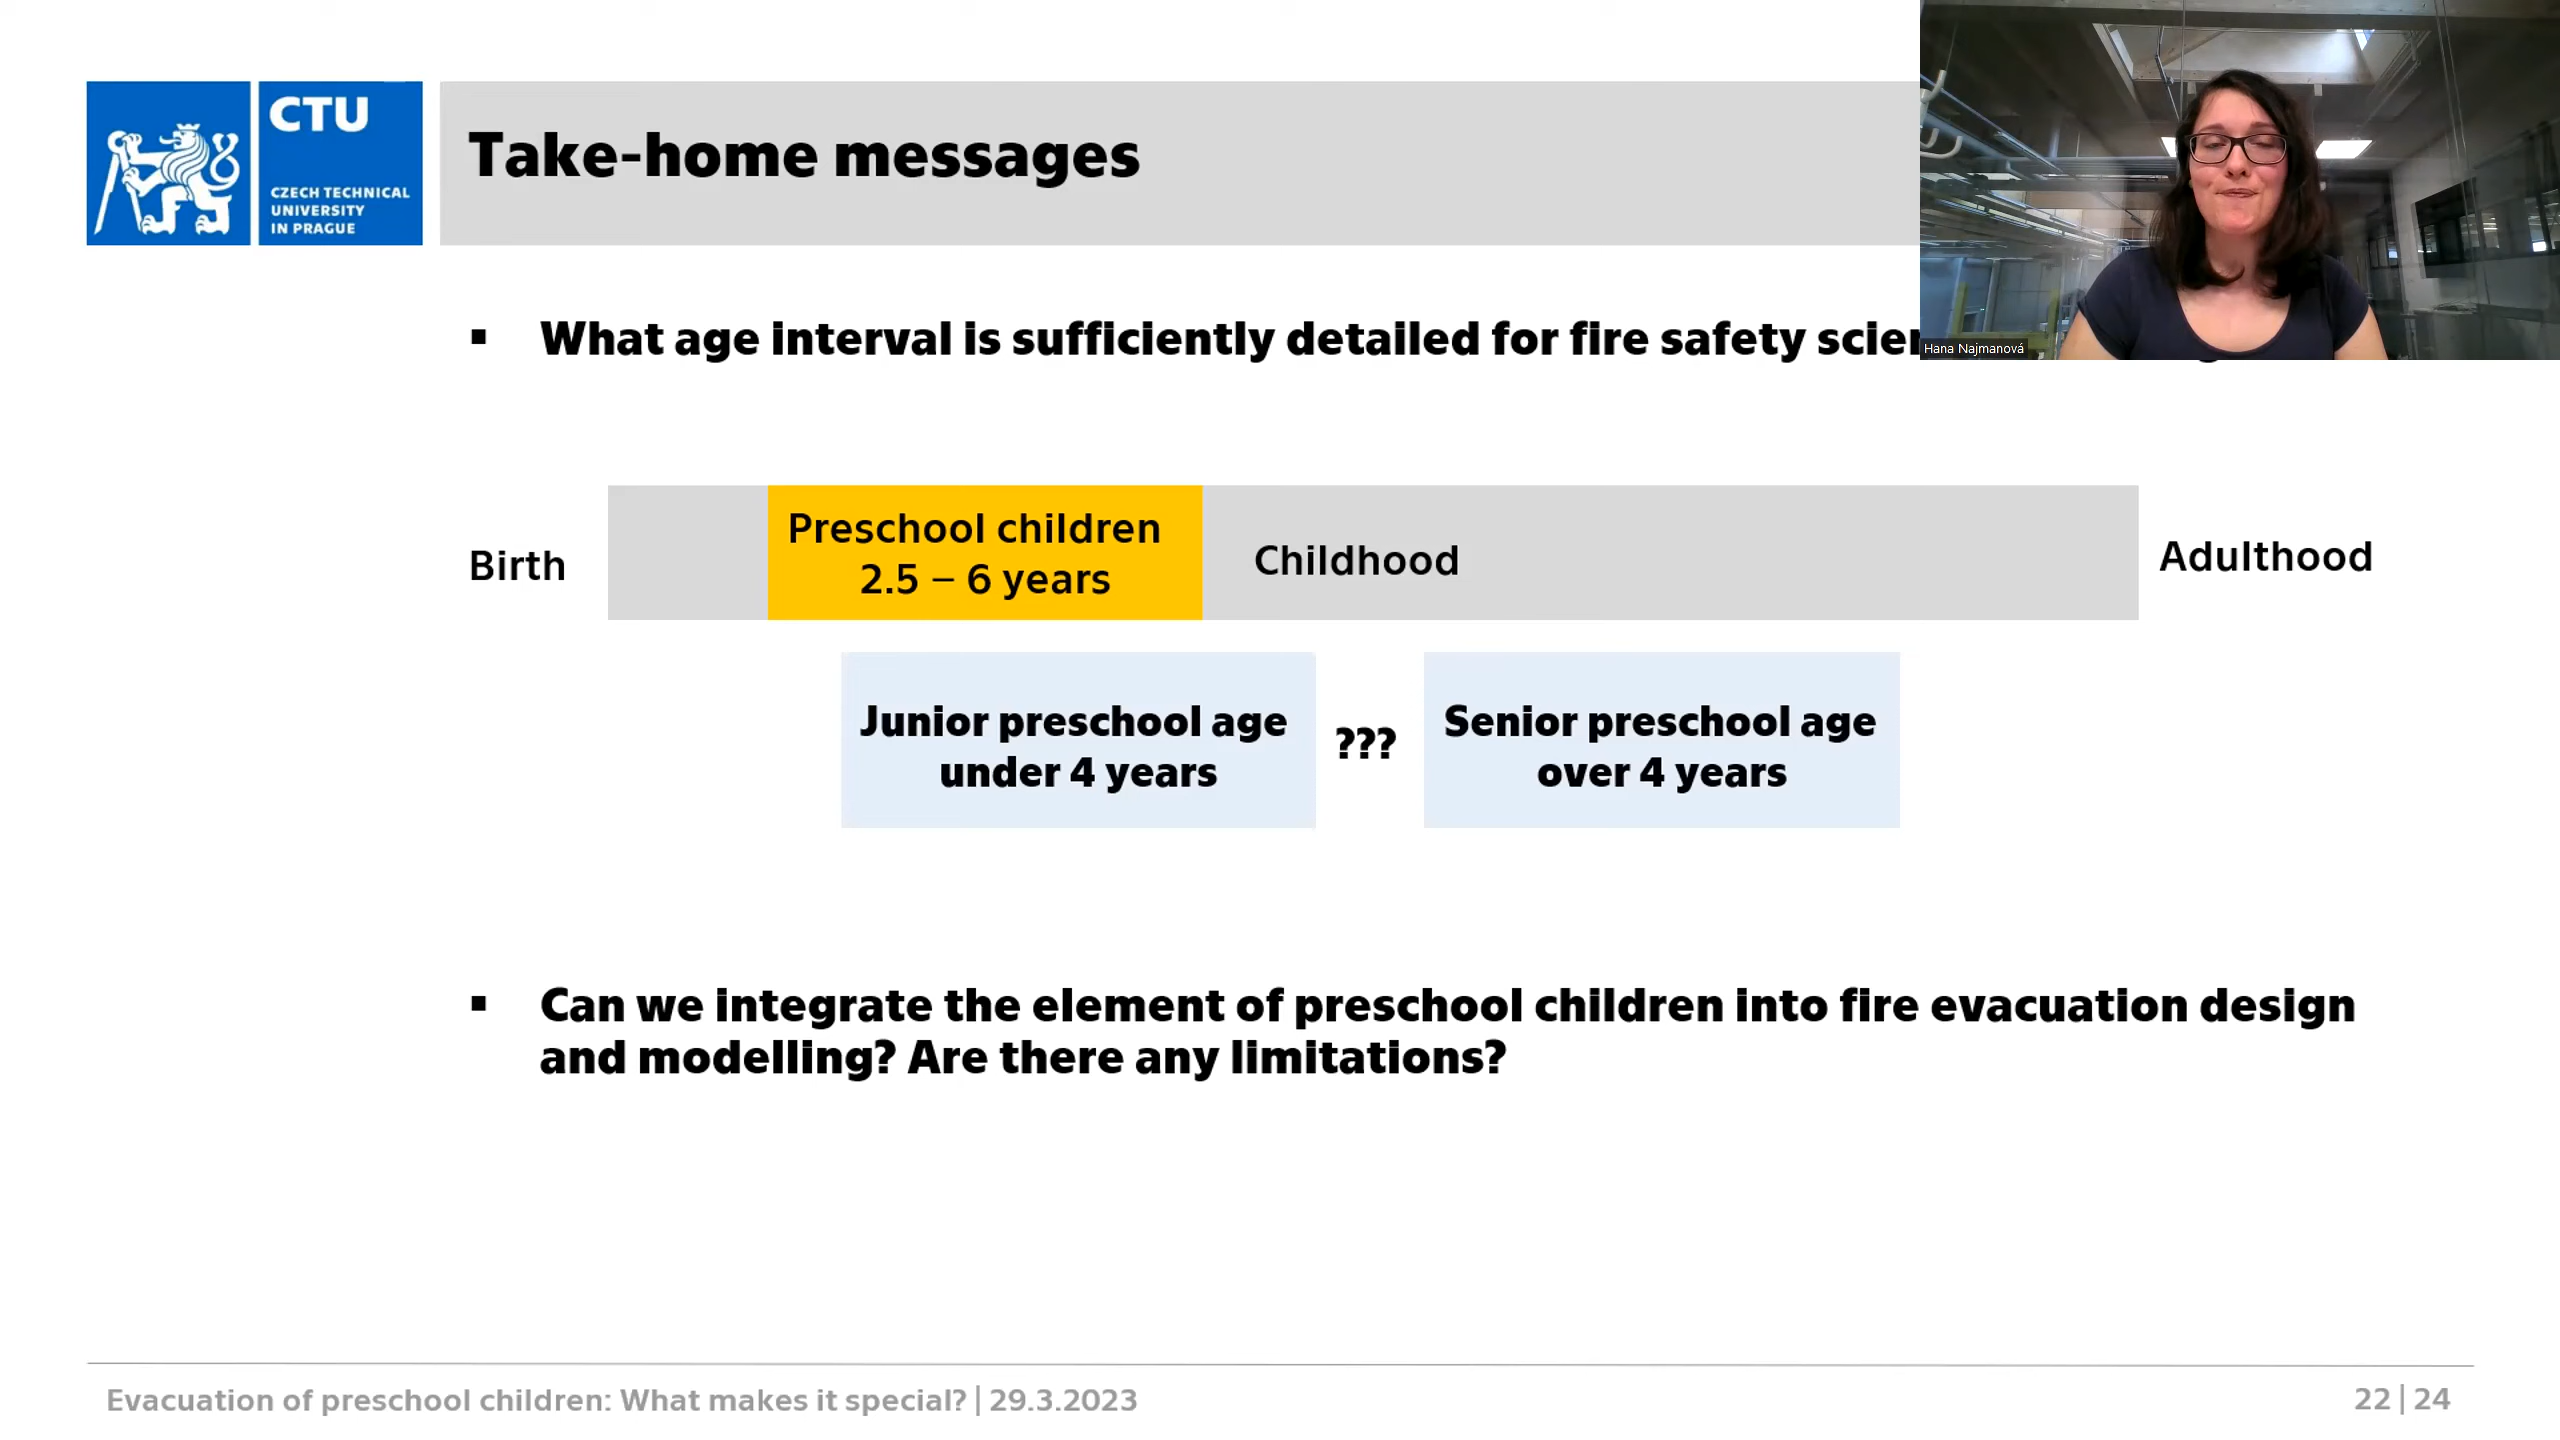 CTU
CZECH TECHNICAL
UNIVERSITY
IN PRAGUE
Take-home messages
Hana Najmanová
▪ What age interval is sufficiently detailed for fire safety
Birth
Preschool children
2.5 – 6 years
Childhood
Adulthood
Junior preschool age
under 4 years
???
Senior preschool age
over 4 years
▪ Can we integrate the element of preschool children into fire evacuation design
and modelling? Are there any limitations?
Evacuation of preschool children: What makes it special? | 29.3.2023
22 | 24